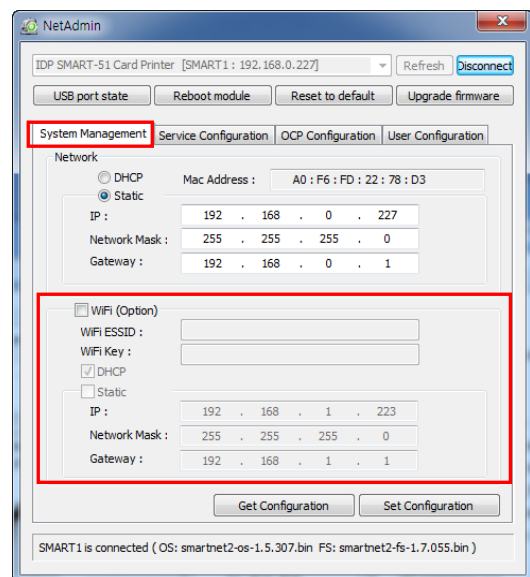 NetAdmin
IDP SMART-51 Card Printer [SMART1 : 192.168.0.227] Refresh Disconnect
USB port state Reboot module Reset to default Upgrade firmware
System Management Service Configuration OCP Configuration User Configuration
Network
DHCP Mac Address : A0 : F6 : FD : 22 : 78 : D3
Static
IP : 192 . 168 . 0 . 227
Network Mask : 255 . 255 . 255 . 0
Gateway : 192 . 168 . 0 . 1
WiFi (Option)
WiFi ESSID :
WiFi Key :
DHCP
Static
IP : 192 . 168 . 1 . 223
Network Mask : 255 . 255 . 255 . 0
Gateway : 192 . 168 . 1 . 1
Get Configuration Set Configuration
SMART1 is connected ( OS: smartnet2-os-1.5.307.bin FS: smartnet2-fs-1.7.055.bin )